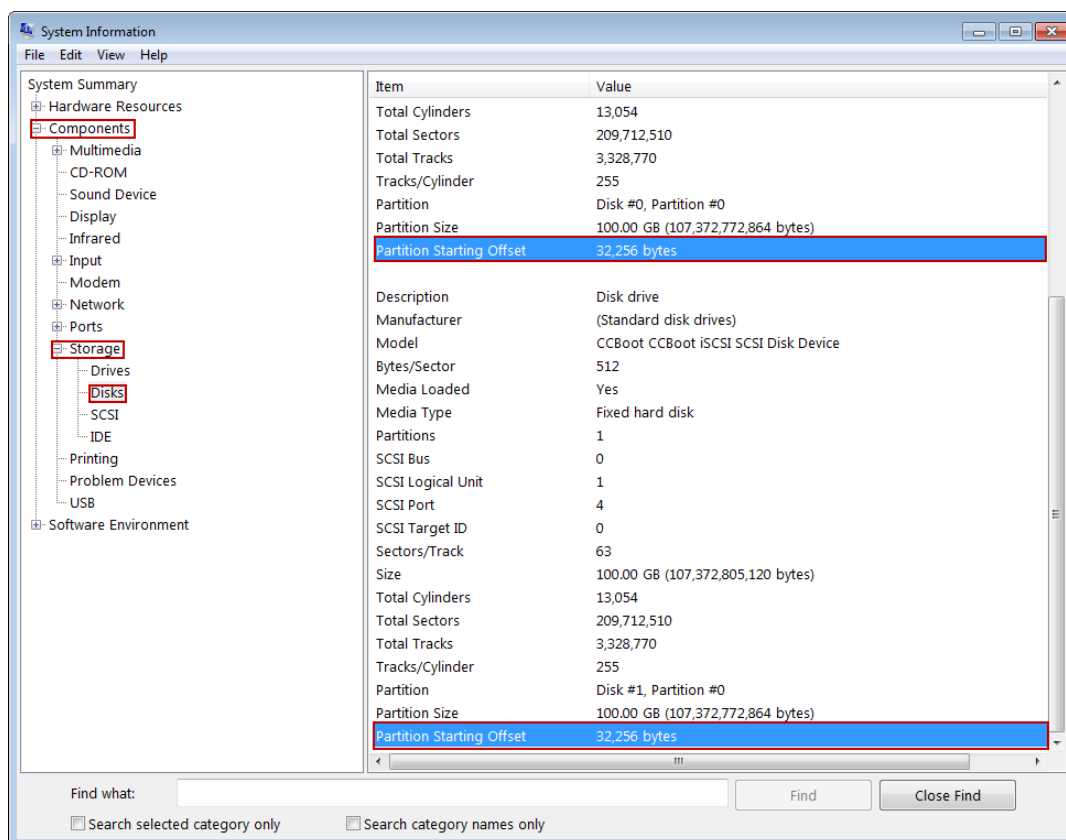 System Information
File Edit View Help
System Summary
Hardware Resources
Components
Multimedia
CD-ROM
Sound Device
Display
Infrared
Input
Modem
Network
Ports
Storage
Drives
Disks
SCSI
IDE
Printing
Problem Devices
USB
Software Environment
Item Value
Total Cylinders 13,054
Total Sectors 209,712,510
Total Tracks 3,328,770
Tracks/Cylinder 255
Partition Disk #0, Partition #0
Partition Size 100.00 GB (107,372,772,864 bytes)
Partition Starting Offset 32,256 bytes
Description Disk drive
Manufacturer (Standard disk drives)
Model CCBoot CCBoot iSCSI SCSI Disk Device
Bytes/Sector 512
Media Loaded Yes
Media Type Fixed hard disk
Partitions 1
SCSI Bus 0
SCSI Logical Unit 1
SCSI Port 4
SCSI Target ID 0
Sectors/Track 63
Size 100.00 GB (107,372,805,120 bytes)
Total Cylinders 13,054
Total Sectors 209,712,510
Total Tracks 3,328,770
Tracks/Cylinder 255
Partition Disk #1, Partition #0
Partition Size 100.00 GB (107,372,772,864 bytes)
Partition Starting Offset 32,256 bytes
Find what: Find Close Find
Search selected category only Search category names only